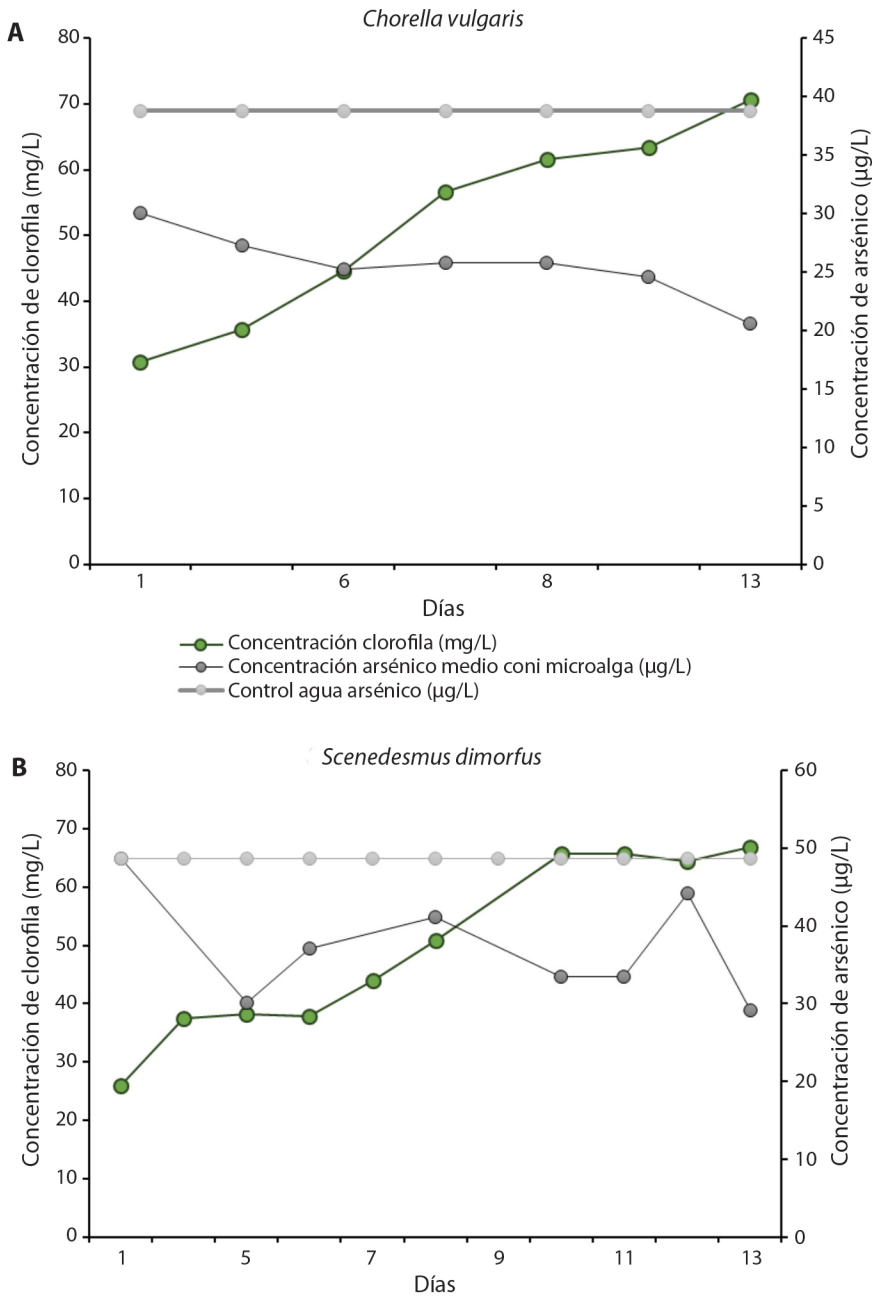 A
Chorella vulgaris
80
70
60
50
40
30
20
10
0
Concentración de clorofila (mg/L)
45
40
35
30
25
20
15
10
5
0
Concentración de arsénico (µg/L)
1 6 8 13
Días
Concentración clorofila (mg/L)
Concentración arsénico medio coni microalga (µg/L)
Control agua arsénico (µg/L)
B
Scenedesmus dimorfus
80
70
60
50
40
30
20
10
0
Concentración de clorofila (mg/L)
60
50
40
30
20
10
0
Concentración de arsénico (µg/L)
1 5 7 9 11 13
Días